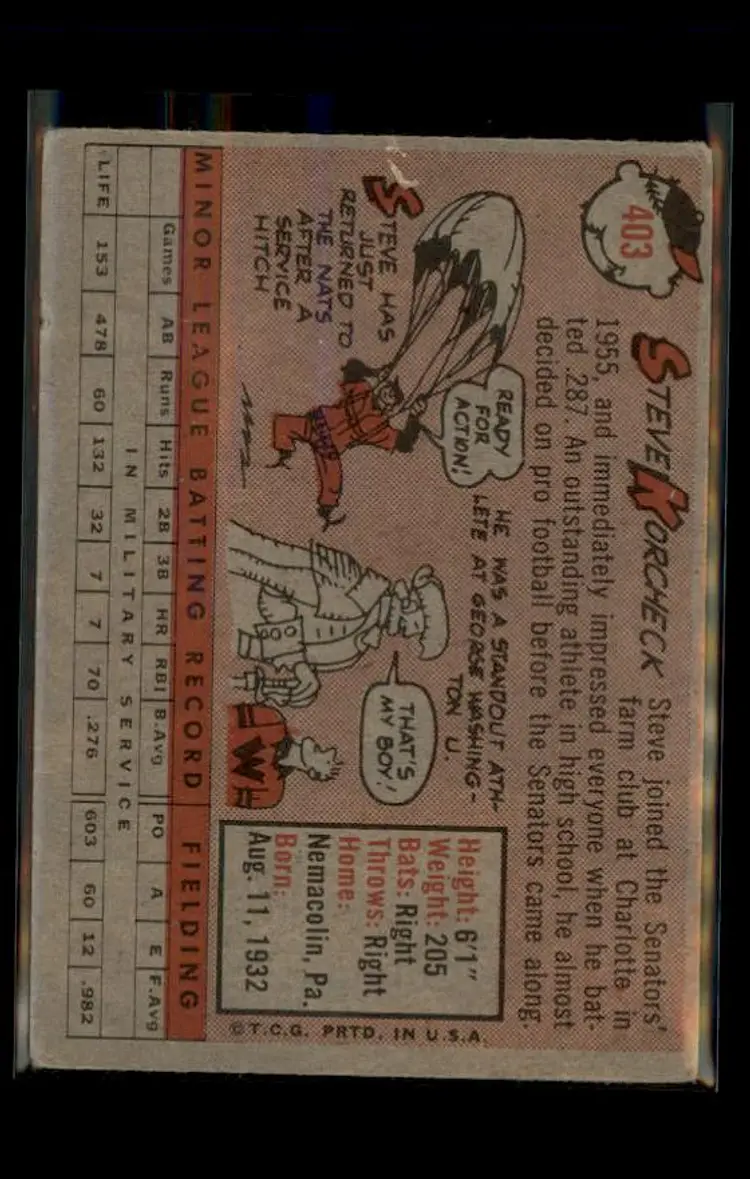 403
STEVE KORCHECK Steve joined the Senators'
farm club at Charlotte in
1955, and immediately impressed everyone when he bat-
ted .287. An outstanding athlete in high school, he almost
decided on pro football before the Senators came along.
STEVE HAS
JUST
RETURNED TO
THE NATS
AFTER A
SERVICE
HITCH
READY
FOR
ACTION!
HE WAS A STANDOUT ATH-
LETE AT GEORGE WASHING-
TON U.
THAT'S
MY BOY!
W
Height: 6'1"
Weight: 205
Bats: Right
Throws: Right
Home:
Nemacolin, Pa.
Born:
Aug. 11, 1932
©T.C.G. PRTD. IN U.S.A.
MINOR LEAGUE BATTING RECORD FIELDING
Games AB Runs Hits 2B 3B HR RBI B.Avg PO A E F.Avg
IN MILITARY SERVICE
LIFE 153 478 60 132 32 7 7 70 .276 603 60 12 .982